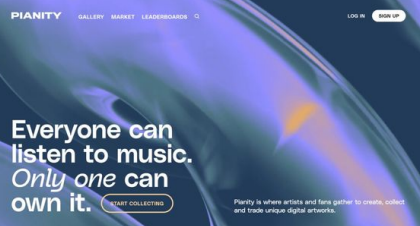 PIANITY
GALLERY MARKET LEADERBOARDS
LOG IN SIGN UP
Everyone can
listen to music.
Only one can
own it. START COLLECTING
Pianity is where artists and fans gather to create, collect
and trade unique digital artworks.